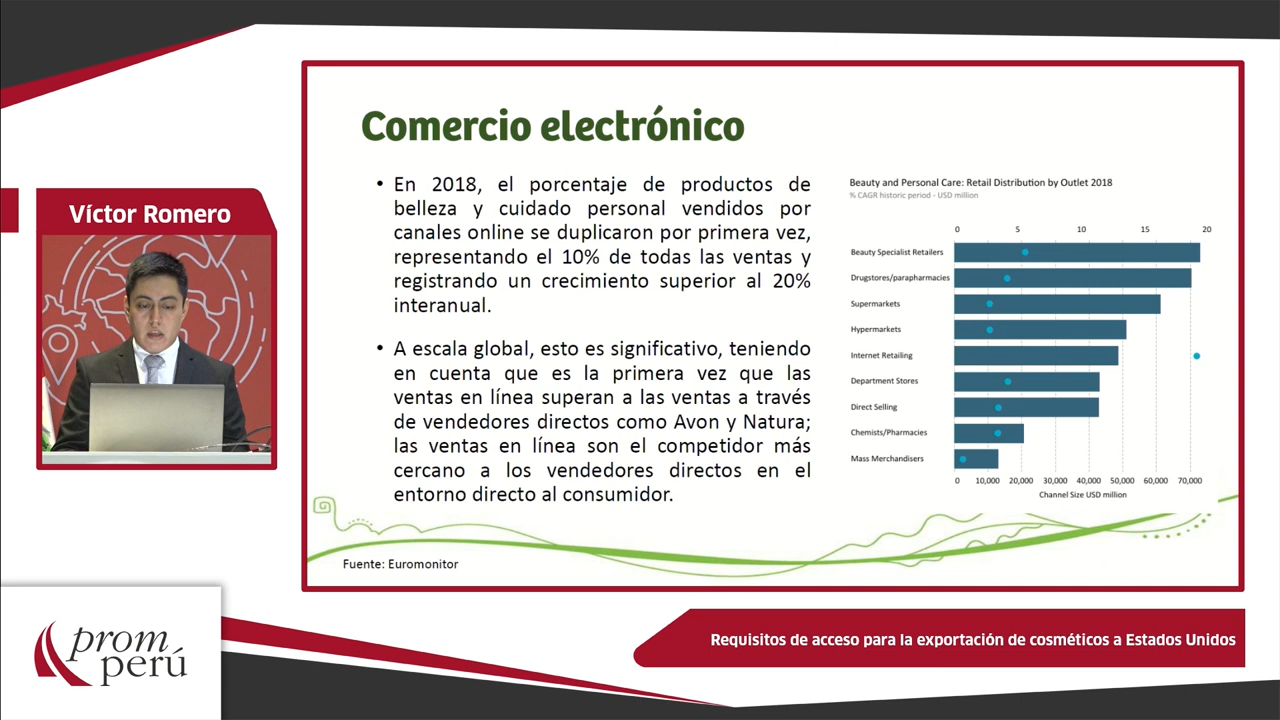 Víctor Romero
Comercio electrónico
• En 2018, el porcentaje de productos de
belleza y cuidado personal vendidos por
canales online se duplicaron por primera vez,
representando el 10% de todas las ventas y
registrando un crecimiento superior al 20%
interanual.
• A escala global, esto es significativo, teniendo
en cuenta que es la primera vez que las
ventas en línea superan a las ventas a través
de vendedores directos como Avon y Natura;
las ventas en línea son el competidor más
cercano a los vendedores directos en el
entorno directo al consumidor.
Fuente: Euromonitor
Beauty and Personal Care: Retail Distribution by Outlet 2018
% CAGR historic period - USD million
0 5 10 15 20
Beauty Specialist Retailers
Drugstores/parapharmacies
Supermarkets
Hypermarkets
Internet Retailing
Department Stores
Direct Selling
Chemists/Pharmacies
Mass Merchandisers
0 10,000 20,000 30,000 40,000 50,000 60,000 70,000
Channel Size USD million
prom
perú
Requisitos de acceso para la exportación de cosméticos a Estados Unidos